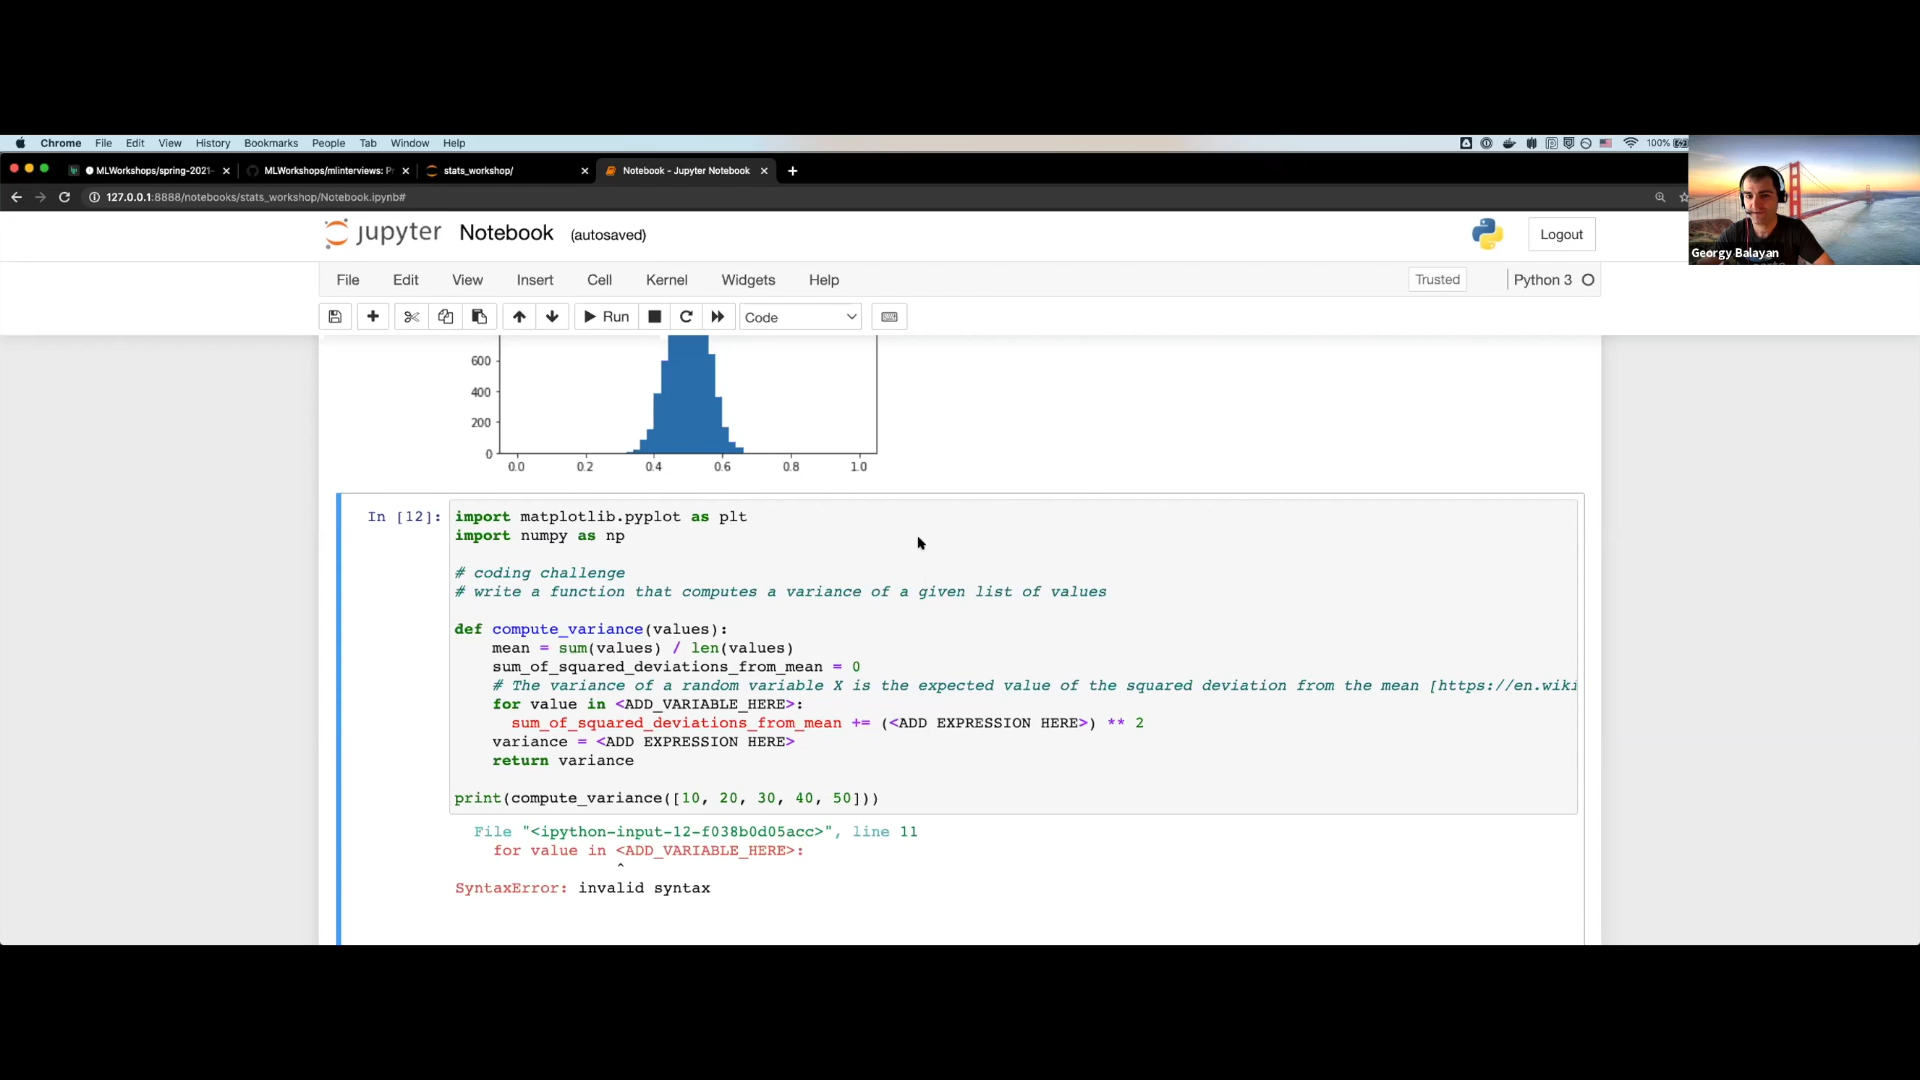 Chrome File Edit View History Bookmarks People Tab Window Help
100%
MLWorkshops/spring-2021-
MLWorkshops/mlinterviews: Pr
stats_workshop/
Notebook - Jupyter Notebook
127.0.0.1:8888/notebooks/stats_workshop/Notebook.ipynb#
Georgy Balayan
jupyter Notebook (autosaved)
Logout
File Edit View Insert Cell Kernel Widgets Help
Trusted
Python 3
Run
Code
600
400
200
0
0.0 0.2 0.4 0.6 0.8 1.0
In [12]:
import matplotlib.pyplot as plt
import numpy as np
# coding challenge
# write a function that computes a variance of a given list of values
def compute_variance(values):
mean = sum(values) / len(values)
sum_of_squared_deviations_from_mean = 0
# The variance of a random variable X is the expected value of the squared deviation from the mean [https://en.wiki
for value in <ADD_VARIABLE_HERE>:
sum_of_squared_deviations_from_mean += (<ADD EXPRESSION HERE>) ** 2
variance = <ADD EXPRESSION HERE>
return variance
print(compute_variance([10, 20, 30, 40, 50]))
File "<ipython-input-12-f038b0d05acc>", line 11
for value in <ADD_VARIABLE_HERE>:
^
SyntaxError: invalid syntax